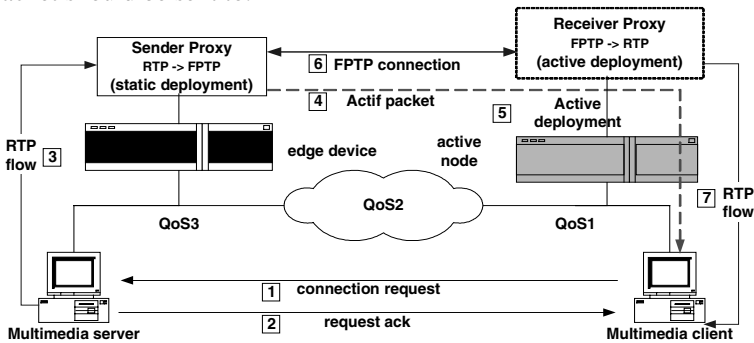 Sender Proxy
RTP -> FPTP
(static deployment)
Receiver Proxy
FPTP -> RTP
(active deployment)
6 FPTP connection
4 Actif packet
5 Active
deployment
RTP
flow 3
edge device
active
node
7 RTP
flow
QoS3
QoS2
QoS1
1 connection request
2 request ack
Multimedia server
Multimedia client